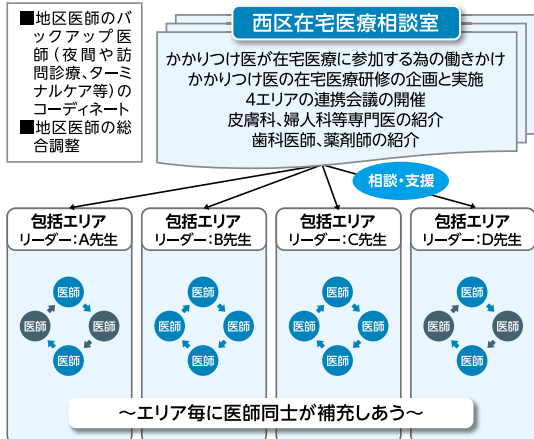 ■地区医師のバ
ックアップ医
師(夜間や訪
問診療、ターミ
ナルケア等)の
コーディネート
■地区医師の総
合調整
西区在宅医療相談室
かかりつけ医が在宅医療に参加する為の働きかけ
かかりつけ医の在宅医療研修の企画と実施
4エリアの連携会議の開催
皮膚科、婦人科等専門医の紹介
歯科医師、薬剤師の紹介
相談・支援
包括エリア
リーダー:A先生
医師
医師
医師
医師
包括エリア
リーダー:B先生
医師
医師
医師
医師
包括エリア
リーダー:C先生
医師
医師
医師
医師
包括エリア
リーダー:D先生
医師
医師
医師
医師
~エリア毎に医師同士が補充しあう~